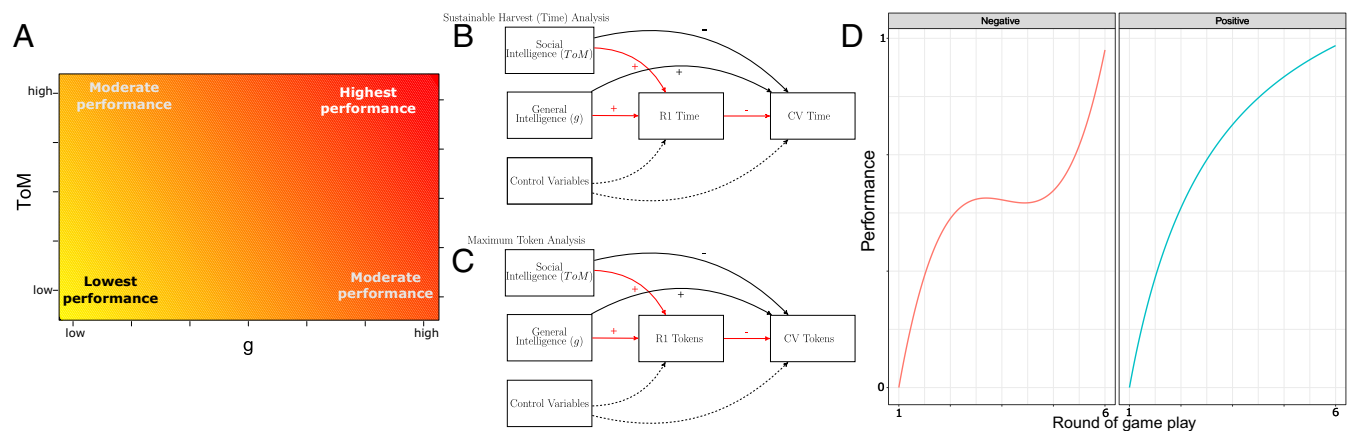 A
ToM
high
low
Moderate
performance
Highest
performance
Lowest
performance
Moderate
performance
low
high
g
B
Sustainable Harvest (Time) Analysis
Social
Intelligence (ToM)
General
Intelligence (g)
Control Variables
R1 Time
CV Time
-
+
+
+
-
C
Maximum Token Analysis
Social
Intelligence (ToM)
General
Intelligence (g)
Control Variables
R1 Tokens
CV Tokens
-
+
+
+
-
D
Negative
Positive
Performance
1
0
1
6
1
6
Round of game play